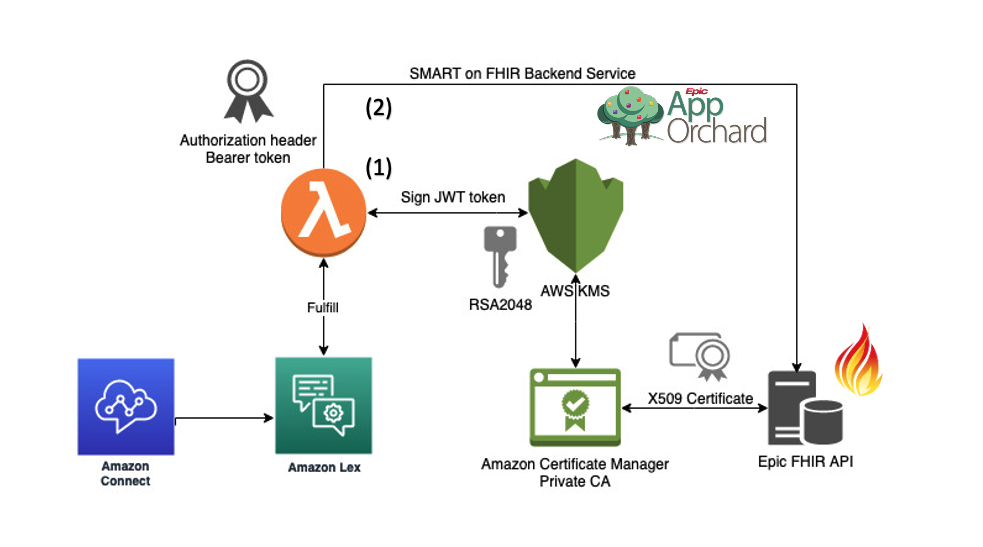 SMART on FHIR Backend Service
(2)
Epic
App
Orchard
Authorization header
Bearer token
(1)
Sign JWT token
RSA2048
AWS KMS
Fulfill
X509 Certificate
Amazon
Connect
Amazon Lex
Amazon Certificate Manager
Private CA
Epic FHIR API